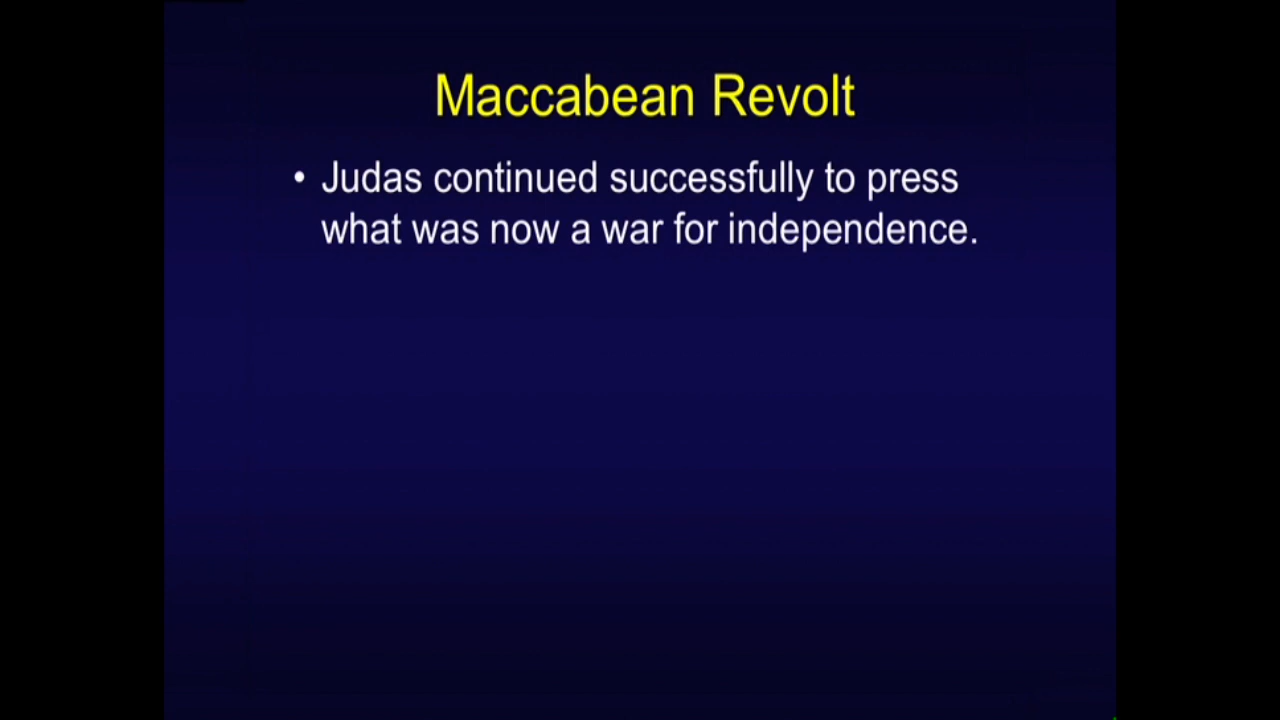 Maccabean Revolt
• Judas continued successfully to press
what was now a war for independence.